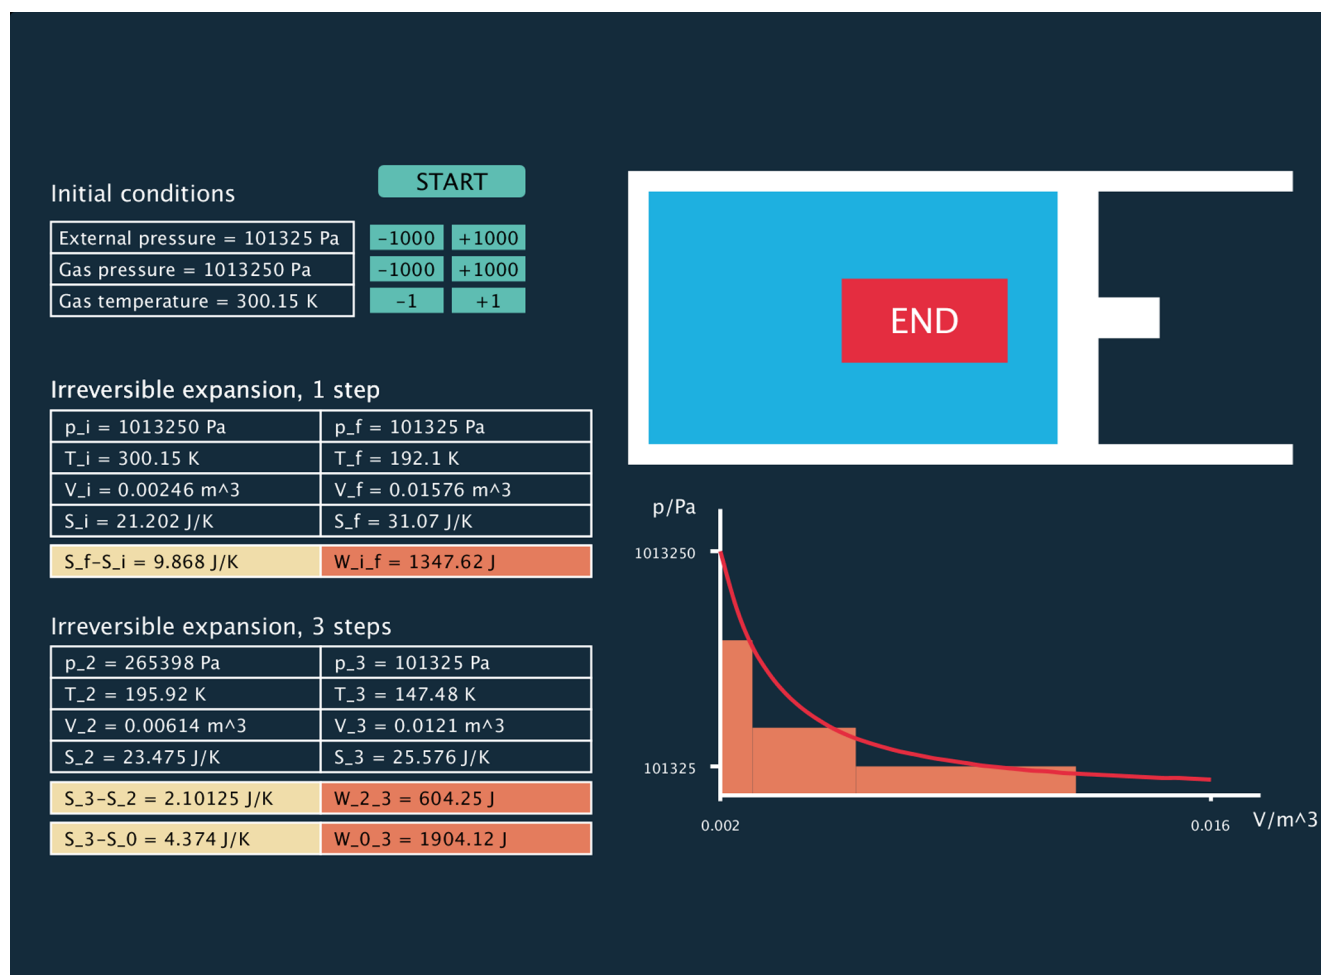 START
Initial conditions
External pressure = 101325 Pa -1000 +1000
Gas pressure = 1013250 Pa -1000 +1000
Gas temperature = 300.15 K -1 +1
END
Irreversible expansion, 1 step
p_i = 1013250 Pa p_f = 101325 Pa
T_i = 300.15 K T_f = 192.1 K
V_i = 0.00246 m^3 V_f = 0.01576 m^3
S_i = 21.202 J/K S_f = 31.07 J/K
S_f-S_i = 9.868 J/K W_i_f = 1347.62 J
Irreversible expansion, 3 steps
p_2 = 265398 Pa p_3 = 101325 Pa
T_2 = 195.92 K T_3 = 147.48 K
V_2 = 0.00614 m^3 V_3 = 0.0121 m^3
S_2 = 23.475 J/K S_3 = 25.576 J/K
S_3-S_2 = 2.10125 J/K W_2_3 = 604.25 J
S_3-S_0 = 4.374 J/K W_0_3 = 1904.12 J
p/Pa
1013250
101325
0.002 0.016 V/m^3